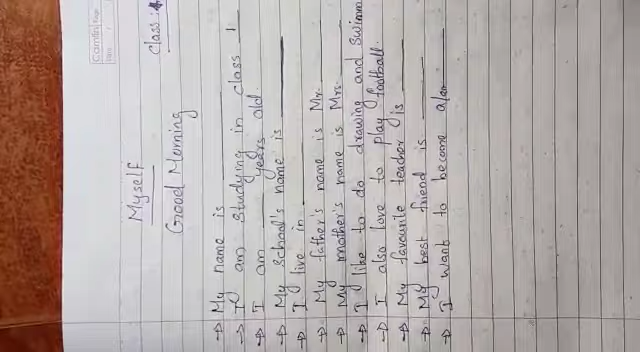 Class:
Myself
Good Morning
→ My name is
→ I am studying in class 1
→ I am years old.
→ My school's name is
→ I live in
→ My father's name is Mr.
→ My mother's name is Mrs.
→ I like to do drawing and swimm
→ I also love to play football.
→ My favourite teacher is
→ My best friend is
→ I want to become a/an